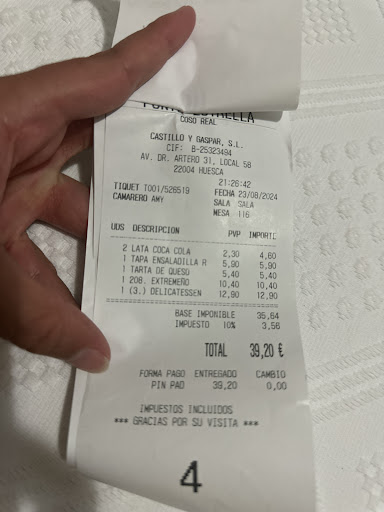 COSO REAL
CASTILLO Y GASPAR, S.L.
CIF: B-25323494
AV. DR. ARTERO 31, LOCAL 58
22004 HUESCA
21:26:42
TIQUET T001/526519 FECHA 23/08/2024
CAMARERO AMY SALA SALA
MESA 116
UDS DESCRIPCION PVP IMPORTE
2 LATA COCA COLA 2,30 4,60
1 TAPA ENSALADILLA R 5,90 5,90
1 TARTA DE QUESO 5,40 5,40
1 208. EXTREMEÑO 10,40 10,40
1 (3.) DELICATESSEN 12,90 12,90
BASE IMPONIBLE 35,64
IMPUESTO 10% 3,56
TOTAL 39,20 €
FORMA PAGO ENTREGADO CAMBIO
PIN PAD 39,20 0,00
IMPUESTOS INCLUIDOS
*** GRACIAS POR SU VISITA ***
4